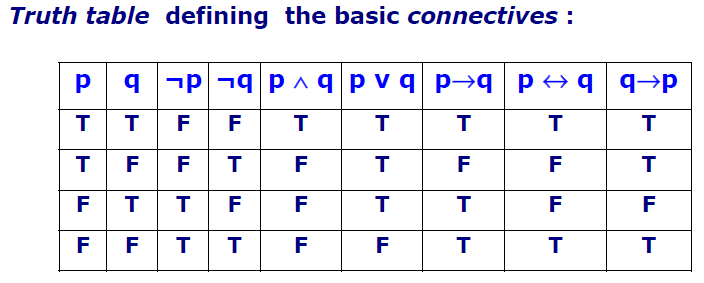 Truth table defining the basic connectives :
p q ¬p ¬q p ∧ q p v q p→q p ↔ q q→p
T T F F T T T T T
T F F T F T F F T
F T T F F T T F F
F F T T F F T T T